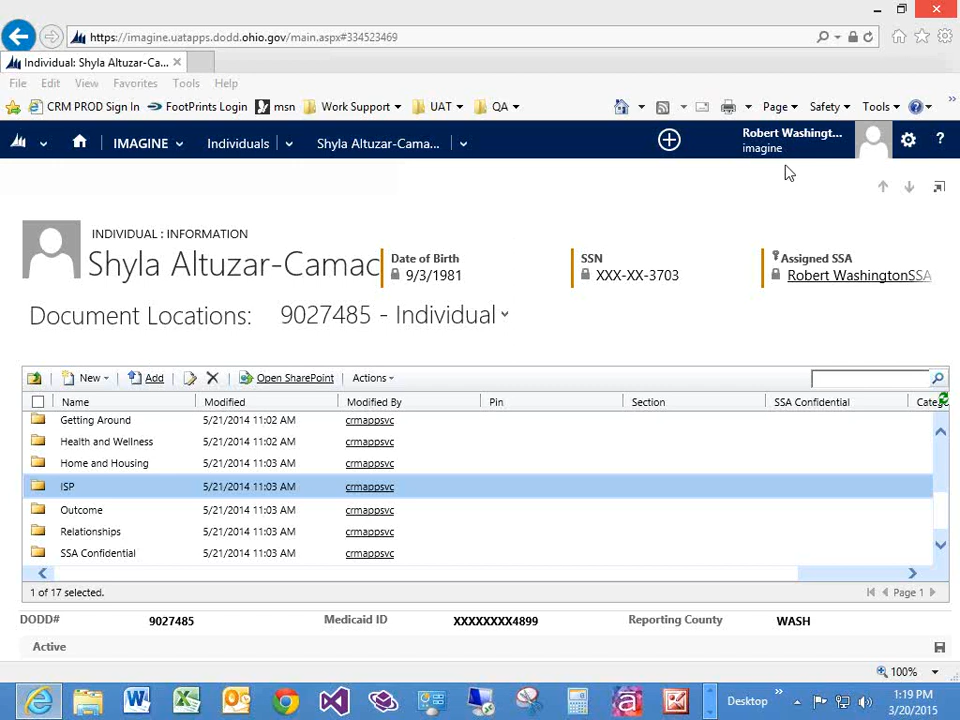 https://imagine.uatapps.dodd.ohio.gov/main.aspx#334523469
Individual: Shyla Altuzar-Ca...
File Edit View Favorites Tools Help
CRM PROD Sign In FootPrints Login msn Work Support UAT QA Page Safety Tools
IMAGINE Individuals Shyla Altuzar-Cama... Robert Washingt...
imagine
INDIVIDUAL : INFORMATION
Shyla Altuzar-Camac
Date of Birth SSN Assigned SSA
9/3/1981 XXX-XX-3703 Robert WashingtonSSA
Document Locations: 9027485 - Individual
New Add Open SharePoint Actions
Name Modified Modified By Pin Section SSA Confidential Categ
Getting Around 5/21/2014 11:02 AM crmappsvc
Health and Wellness 5/21/2014 11:02 AM crmappsvc
Home and Housing 5/21/2014 11:03 AM crmappsvc
ISP 5/21/2014 11:03 AM crmappsvc
Outcome 5/21/2014 11:03 AM crmappsvc
Relationships 5/21/2014 11:03 AM crmappsvc
SSA Confidential 5/21/2014 11:03 AM crmappsvc
1 of 17 selected. Page 1
DODD# 9027485 Medicaid ID XXXXXXXX4899 Reporting County WASH
Active
100%
Desktop
1:19 PM
3/20/2015